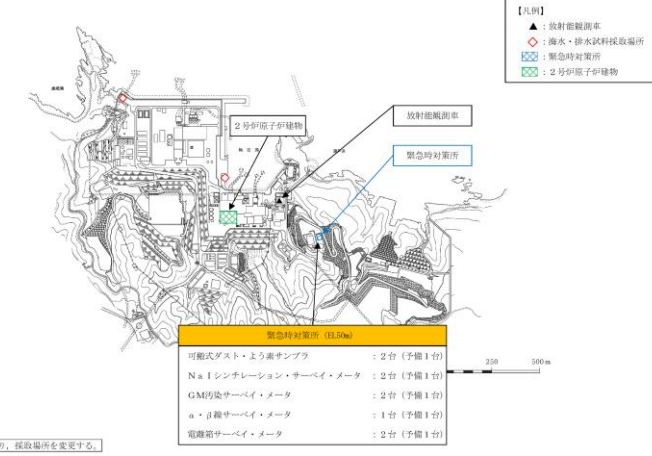 【凡例】
▲:放射能観測車
◇:海水・排水試料採取場所
:緊急時対策所
:2号炉原子炉建物
2号炉原子炉建物
放射能観測車
緊急時対策所
緊急時対策所(EL50m)
可搬式ダスト・よう素サンプラ :2台(予備1台)
NaIシンチレーション・サーベイ・メータ :2台(予備1台)
GM汚染サーベイ・メータ :2台(予備1台)
α・β線サーベイ・メータ :1台(予備1台)
電離箱サーベイ・メータ :2台(予備1台)
250 500m
り,採取場所を変更する。